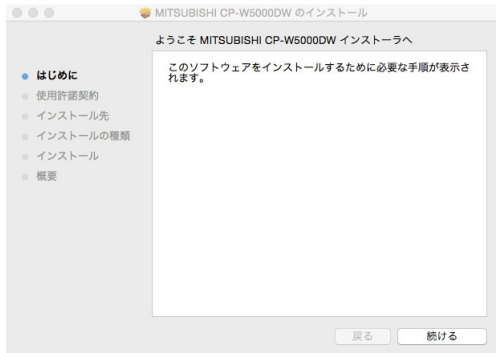 MITSUBISHI CP-W5000DW のインストール
ようこそ MITSUBISHI CP-W5000DW インストーラへ
はじめに
使用許諾契約
インストール先
インストールの種類
インストール
概要
このソフトウェアをインストールするために必要な手順が表示さ
れます。
戻る
続ける